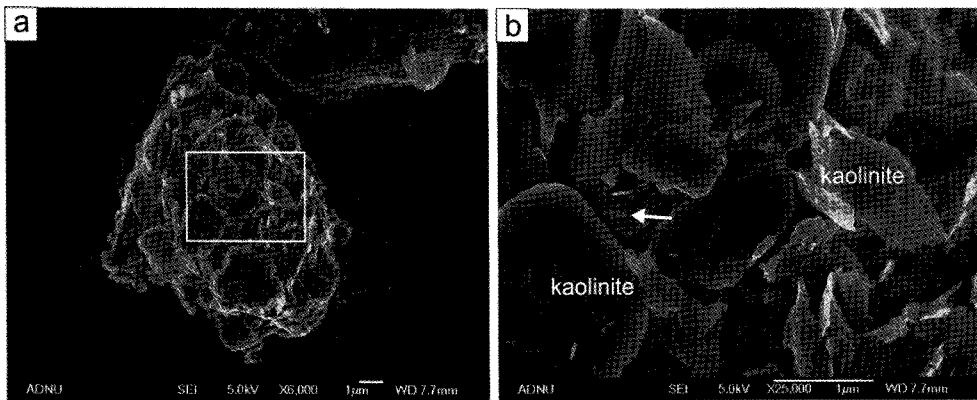 a
b
kaolinite
kaolinite
ADNU SEI 5.0kV X6,000 1μm WD 7.7mm
ADNU SEI 5.0kV X25,000 1μm WD 7.7mm